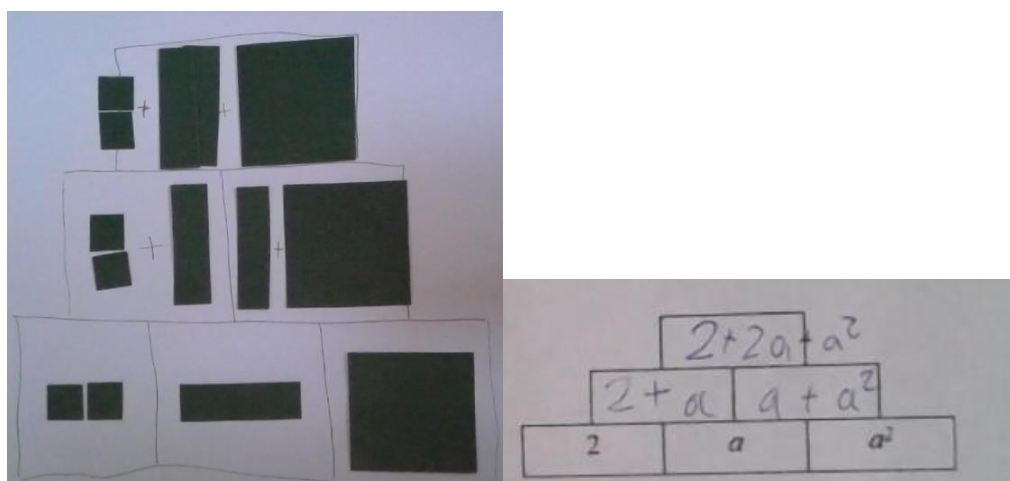 + +
+ +
2+2a+a²
2+a a+a²
2 a a²